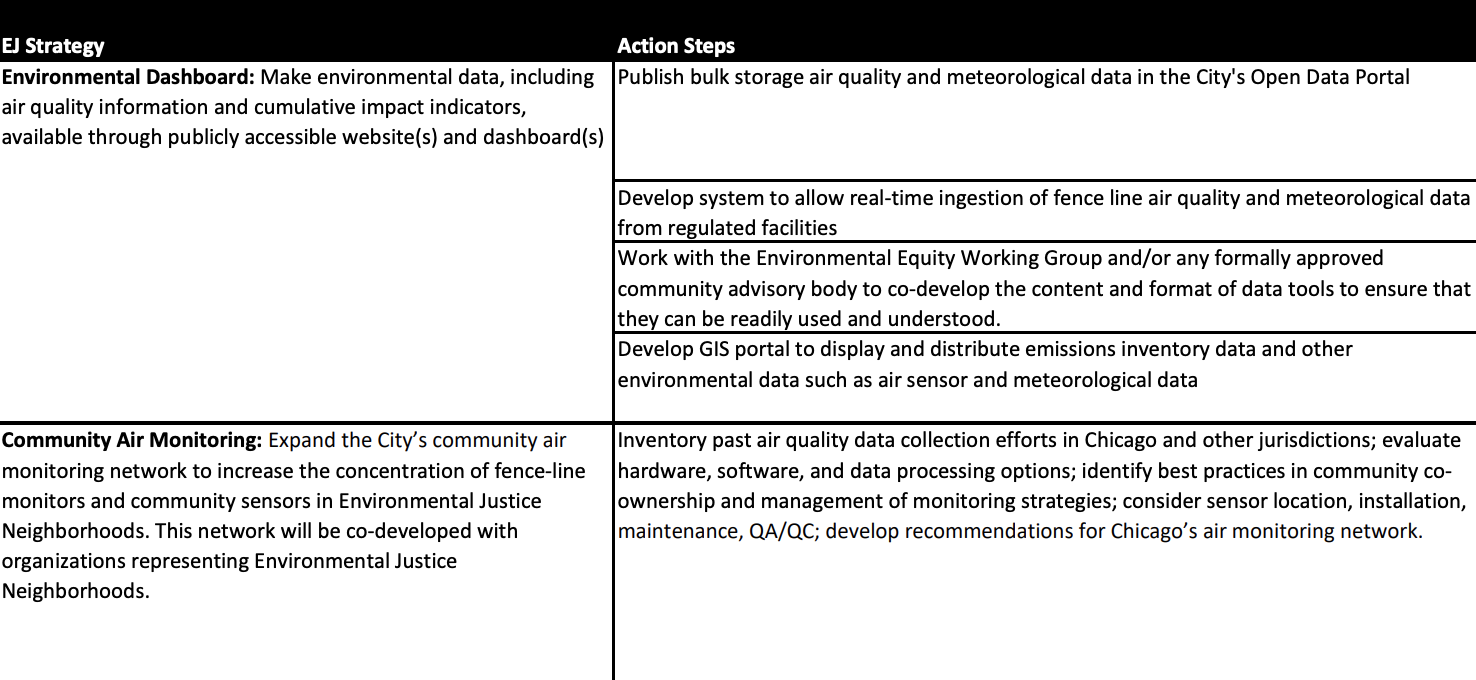 EJ Strategy
Action Steps
Environmental Dashboard: Make environmental data, including
air quality information and cumulative impact indicators,
available through publicly accessible website(s) and dashboard(s)
Publish bulk storage air quality and meteorological data in the City's Open Data Portal
Develop system to allow real-time ingestion of fence line air quality and meteorological data
from regulated facilities
Work with the Environmental Equity Working Group and/or any formally approved
community advisory body to co-develop the content and format of data tools to ensure that
they can be readily used and understood.
Develop GIS portal to display and distribute emissions inventory data and other
environmental data such as air sensor and meteorological data
Community Air Monitoring: Expand the City’s community air
monitoring network to increase the concentration of fence-line
monitors and community sensors in Environmental Justice
Neighborhoods. This network will be co-developed with
organizations representing Environmental Justice
Neighborhoods.
Inventory past air quality data collection efforts in Chicago and other jurisdictions; evaluate
hardware, software, and data processing options; identify best practices in community co-
ownership and management of monitoring strategies; consider sensor location, installation,
maintenance, QA/QC; develop recommendations for Chicago’s air monitoring network.